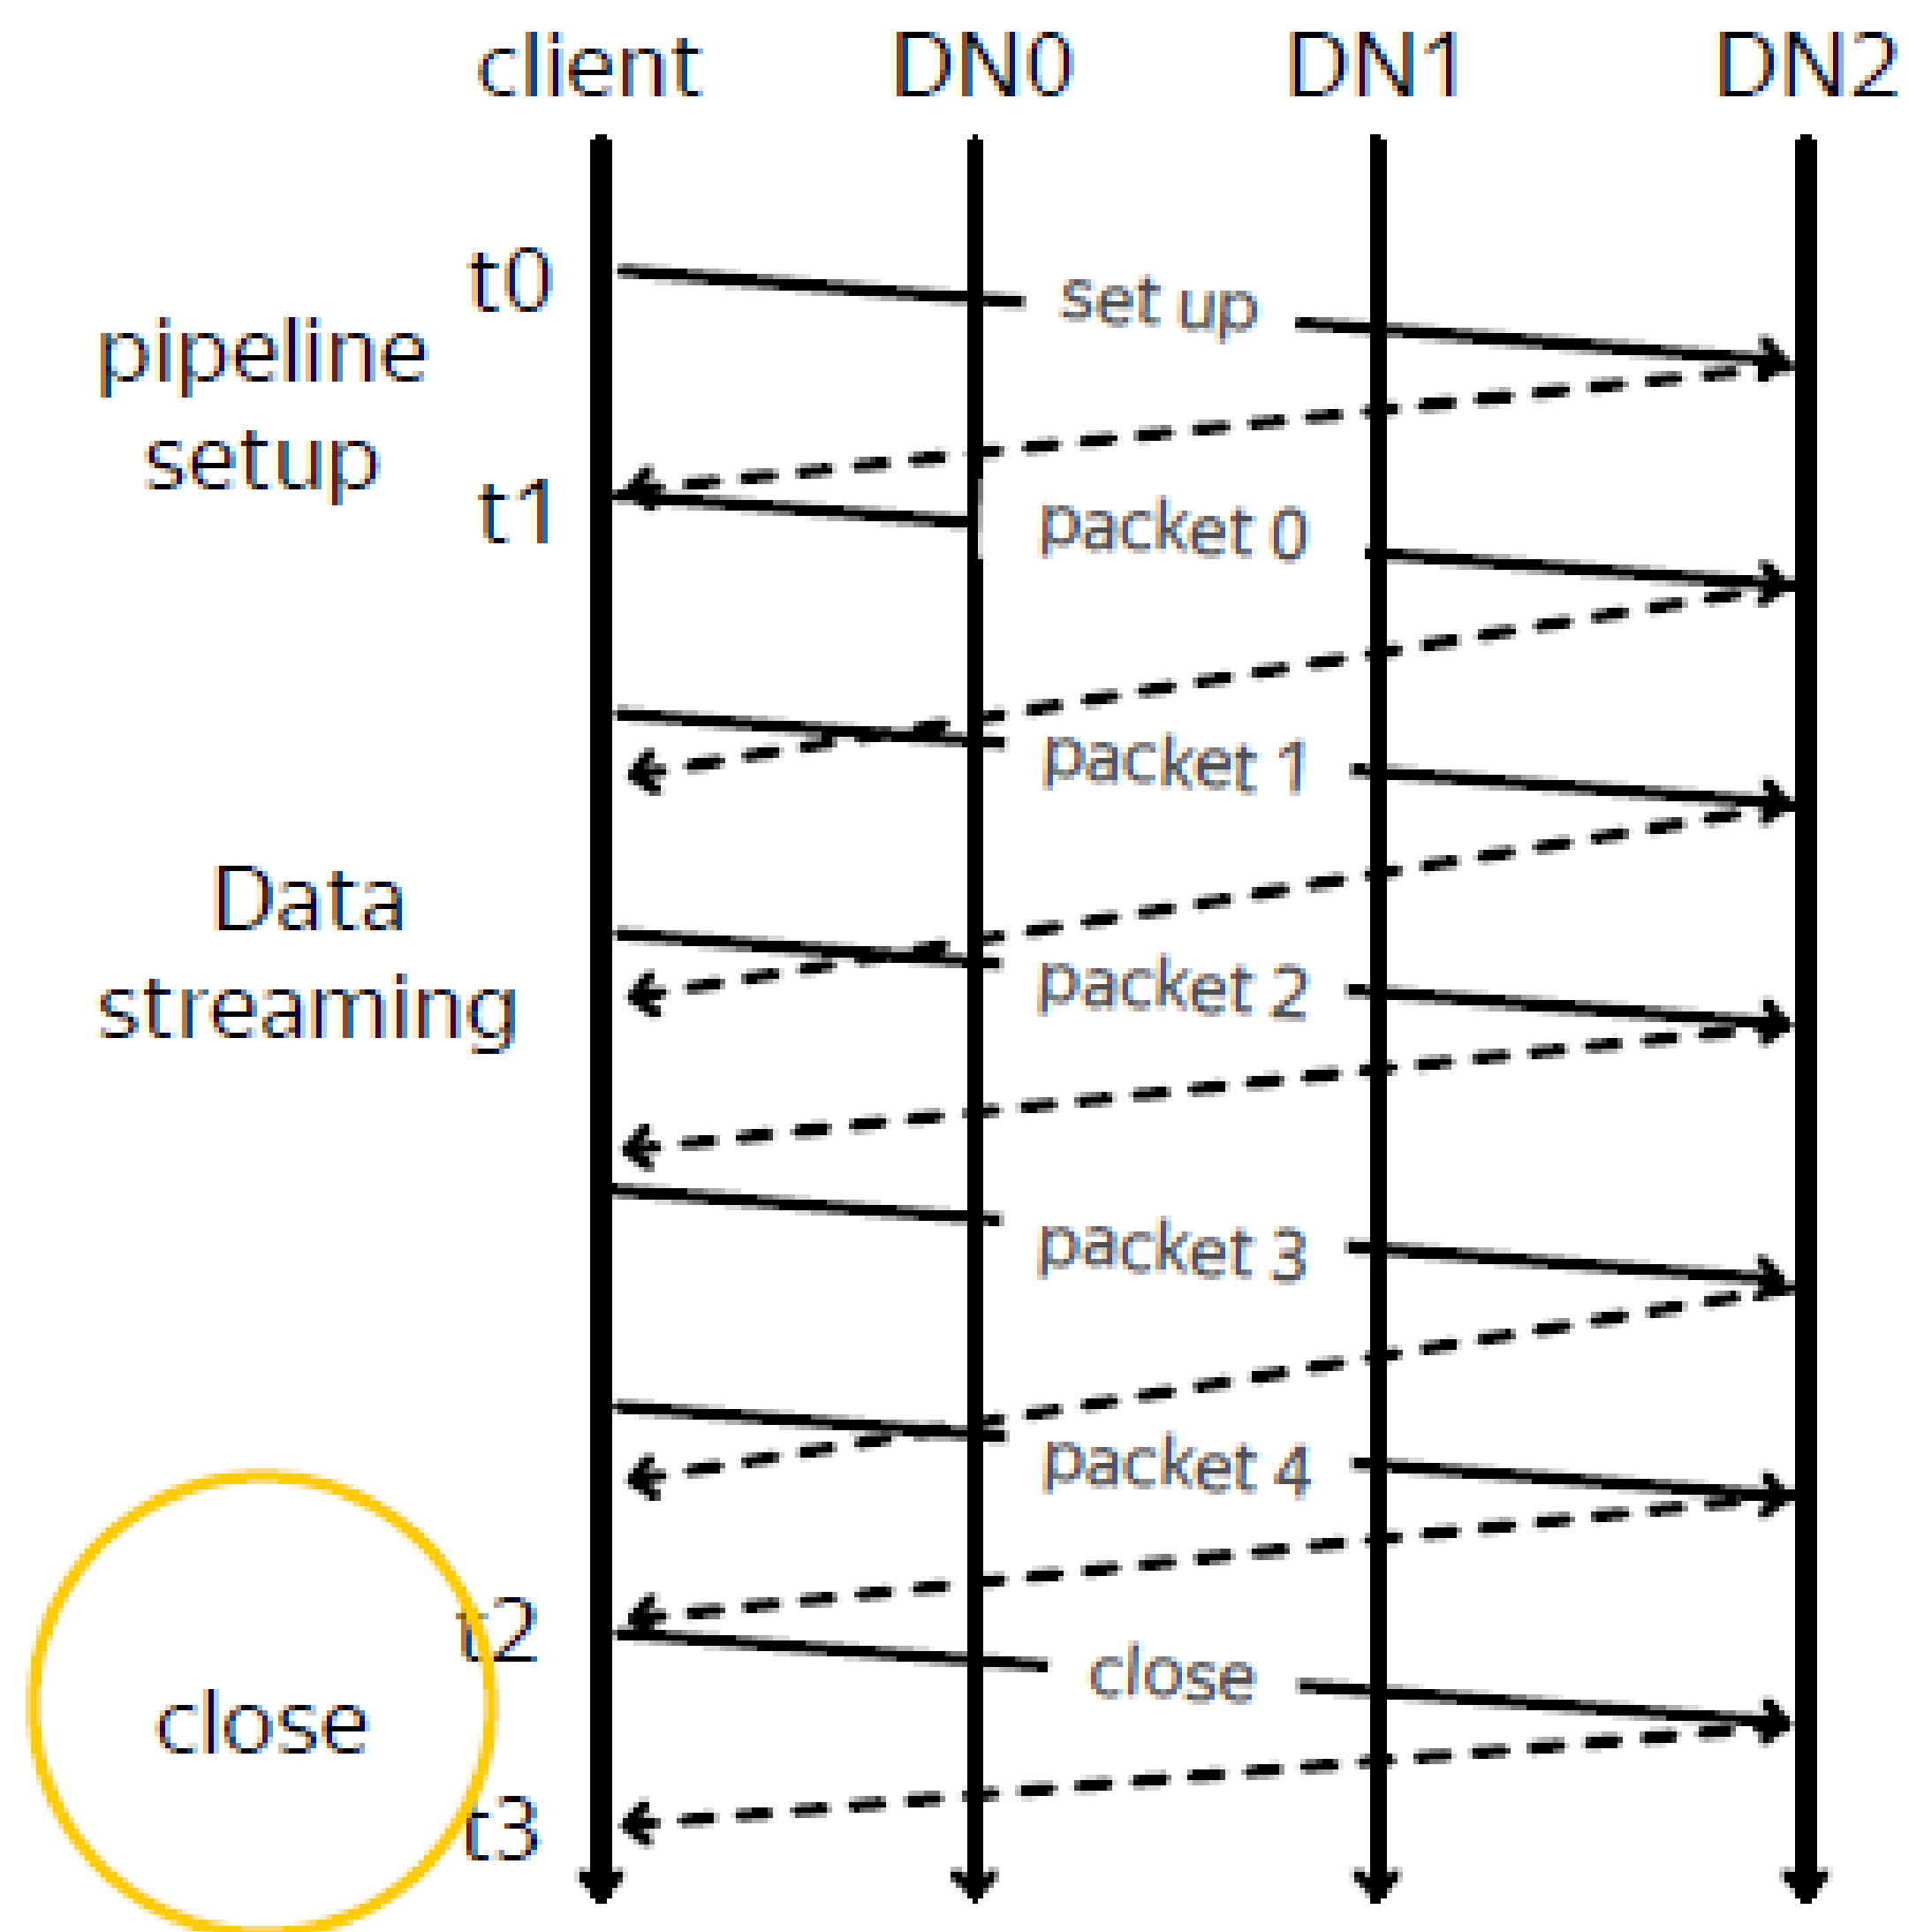 client DN0 DN1 DN2
t0
set up
pipeline
setup
t1
packet 0
packet 1
Data
streaming
packet 2
packet 3
packet 4
t2
close
close
t3